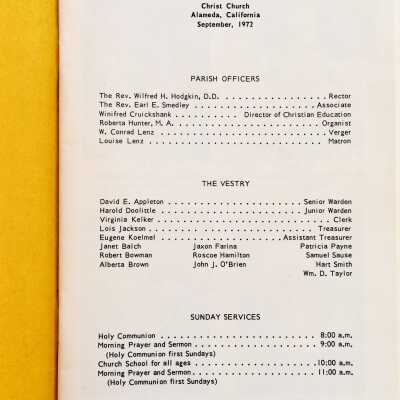 Christ Church
Alameda, California
September, 1972
PARISH OFFICERS
The Rev. Wilfred H. Hodgkin, D.D. . . . . . . . . . . . . . . . . Rector
The Rev. Earl E. Smedley . . . . . . . . . . . . . . . . . . . Associate
Winifred Cruickshank . . . . . . . . . Director of Christian Education
Roberta Hunter, M. A. . . . . . . . . . . . . . . . . . . . . Organist
W. Conrad Lenz . . . . . . . . . . . . . . . . . . . . . . . . Verger
Louise Lenz . . . . . . . . . . . . . . . . . . . . . . . . . Matron
THE VESTRY
David E. Appleton . . . . . . . . . . . . . . . . . . . Senior Warden
Harold Doolittle . . . . . . . . . . . . . . . . . . . . Junior Warden
Virginia Kelker . . . . . . . . . . . . . . . . . . . . . . . . Clerk
Lois Jackson . . . . . . . . . . . . . . . . . . . . . . . Treasurer
Eugene Koelmel . . . . . . . . . . . . . . . . . Assistant Treasurer
Janet Balch Jaxon Farina Patricia Payne
Robert Bowman Roscoe Hamilton Samuel Sause
Alberta Brown John J. O'Brien Hart Smith
Wm. D. Taylor
SUNDAY SERVICES
Holy Communion . . . . . . . . . . . . . . . . . . . . . . 8:00 a.m.
Morning Prayer and Sermon . . . . . . . . . . . . . . . . . 9:00 a.m.
(Holy Communion first Sundays)
Church School for all ages . . . . . . . . . . . . . . . . 10:00 a.m.
Morning Prayer and Sermon . . . . . . . . . . . . . . . . . 11:00 a.m.
(Holy Communion first Sundays)